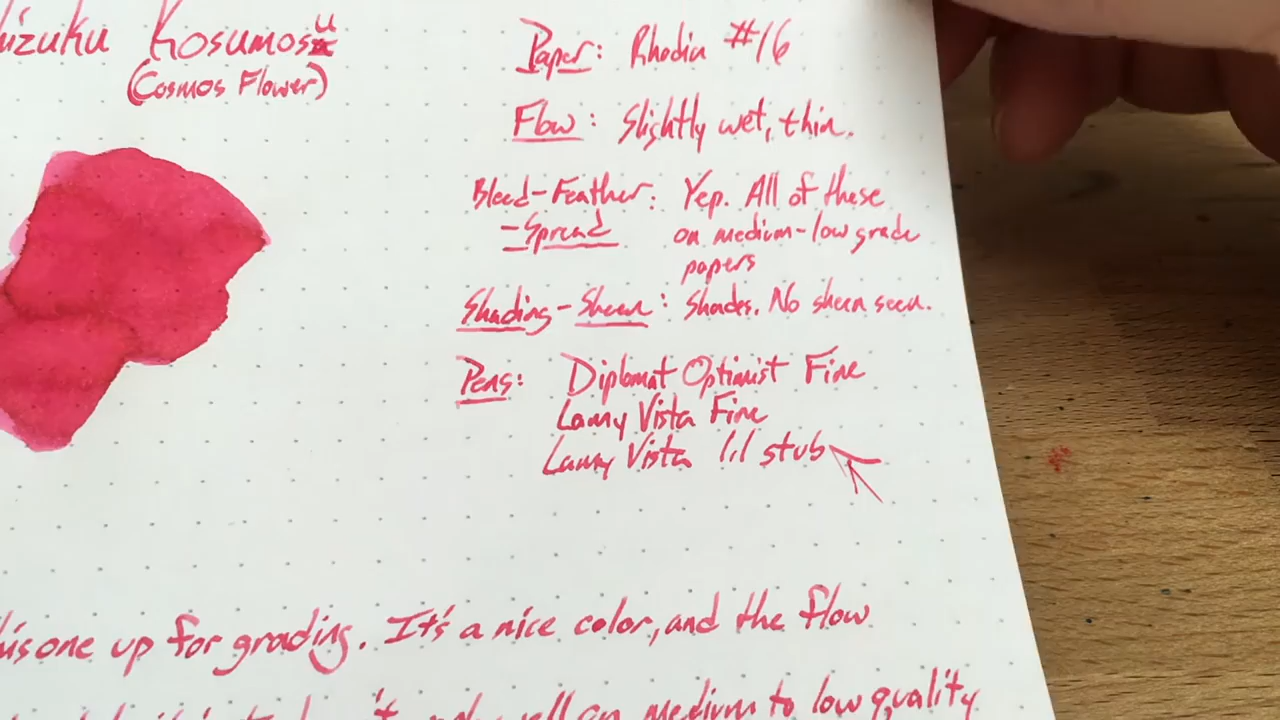 Kosumosu
(Cosmos Flower)
Paper: Rhodia #16
Flow: Slightly wet, thin.
Bleed-Feather: Yep. All of these
-Spread on medium-low grade
papers
Shading-Sheen: Shades. No sheen seen.
Pens: Diplomat Optimist Fine
Lamy Vista Fine
Lamy Vista 1.1 stub
one up for grading. It's a nice color, and the flow
on medium to low quality